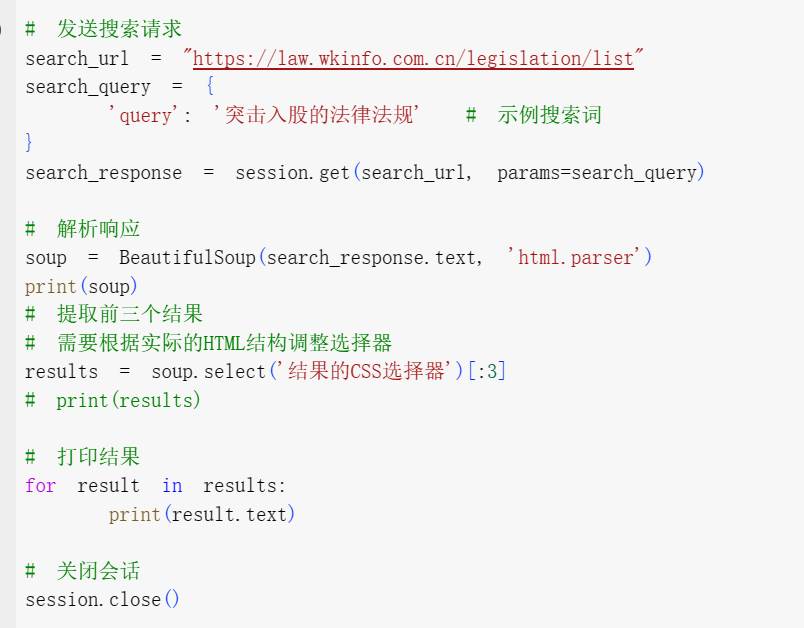 # 发送搜索请求
search_url = "https://law.wkinfo.com.cn/legislation/list"
search_query = {
'query': '突击入股的法律法规' # 示例搜索词
}
search_response = session.get(search_url, params=search_query)
# 解析响应
soup = BeautifulSoup(search_response.text, 'html.parser')
print(soup)
# 提取前三个结果
# 需要根据实际的HTML结构调整选择器
results = soup.select('结果的CSS选择器')[:3]
# print(results)
# 打印结果
for result in results:
print(result.text)
# 关闭会话
session.close()